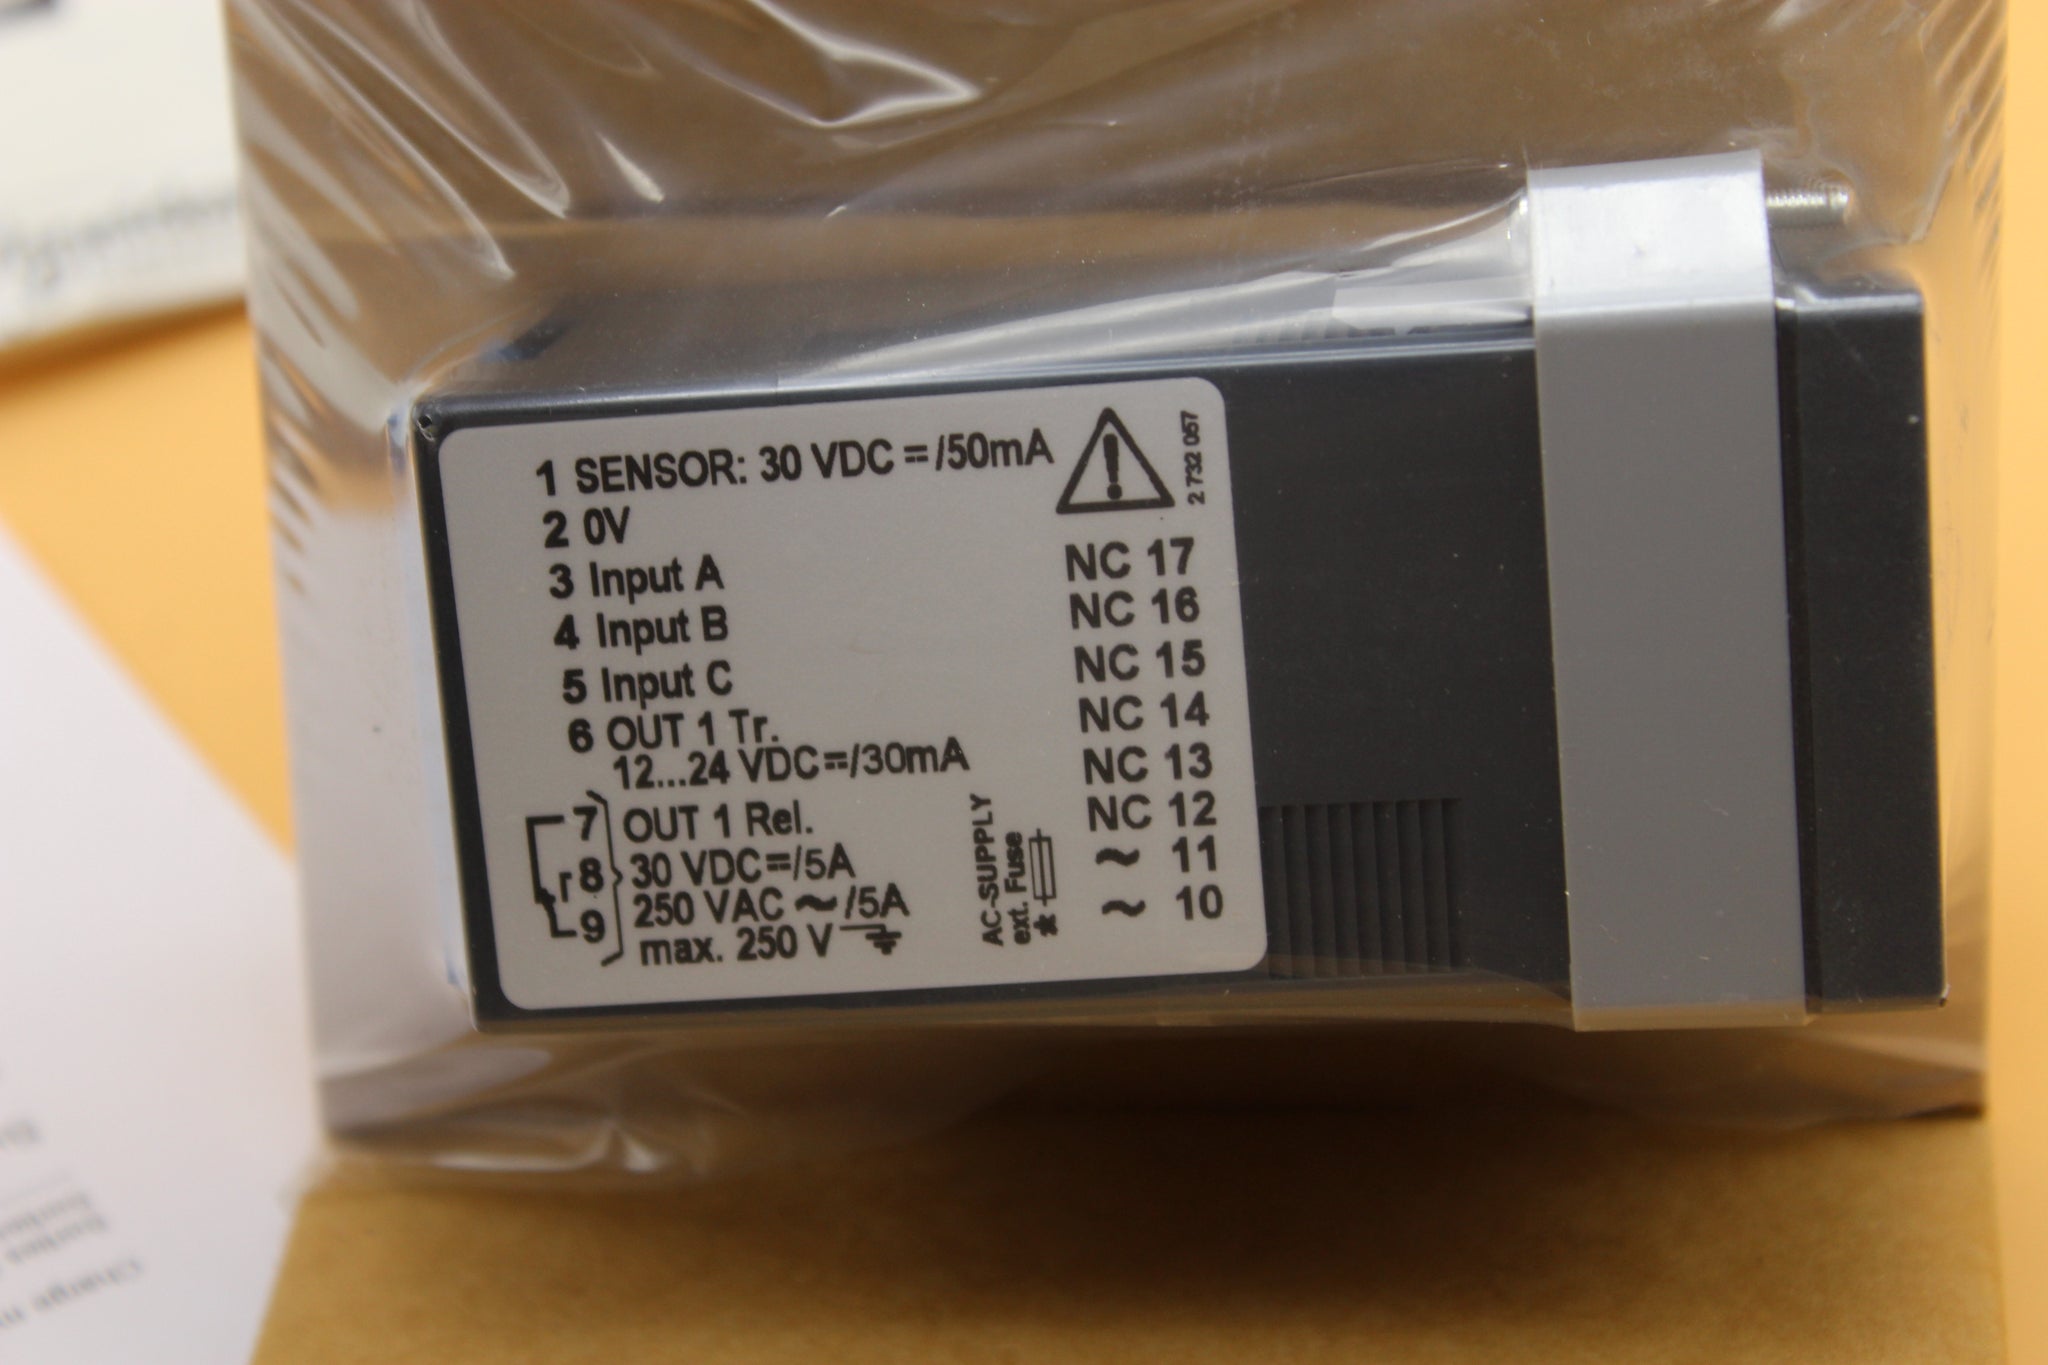 1 SENSOR: 30 VDC ⎓ /50mA
2 0V
3 Input A
4 Input B
5 Input C
6 OUT 1 Tr.
12...24 VDC⎓/30mA
7 OUT 1 Rel.
8 30 VDC⎓/5A
250 VAC ~ /5A
9
max. 250 V
AC-SUPPLY
ext. Fuse
2 732 057
NC 17
NC 16
NC 15
NC 14
NC 13
NC 12
~ 11
~ 10
Change m